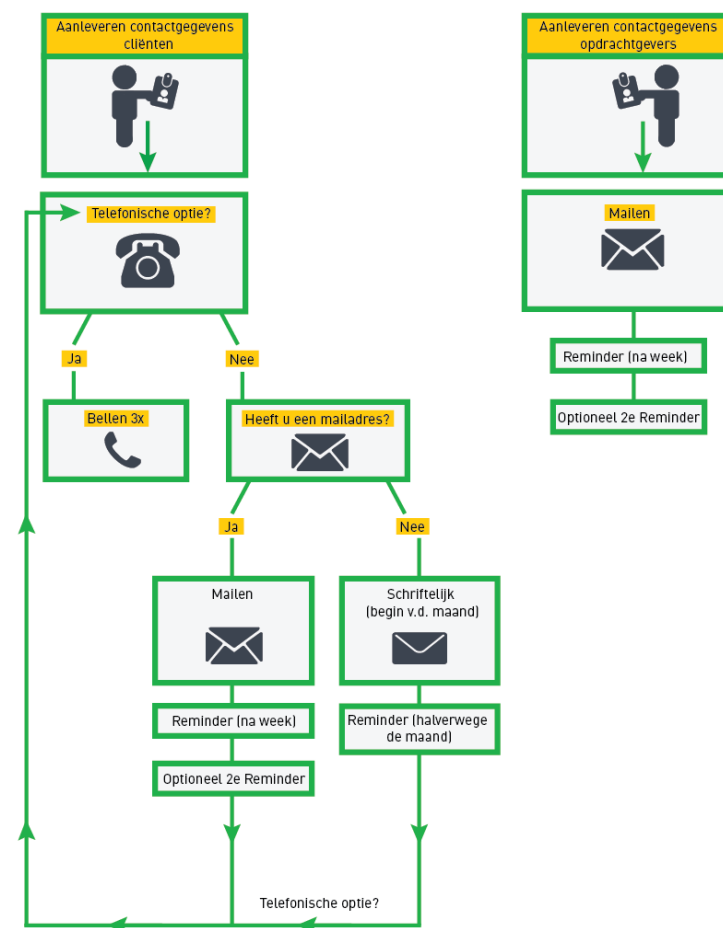 Aanleveren contactgegevens
cliënten
Aanleveren contactgegevens
opdrachtgevers
Telefonische optie?
Mailen
Ja
Nee
Reminder (na week)
Bellen 3x
Heeft u een mailadres?
Optioneel 2e Reminder
Ja
Nee
Mailen
Schriftelijk
(begin v.d. maand)
Reminder (na week)
Reminder (halverwege
de maand)
Optioneel 2e Reminder
Telefonische optie?